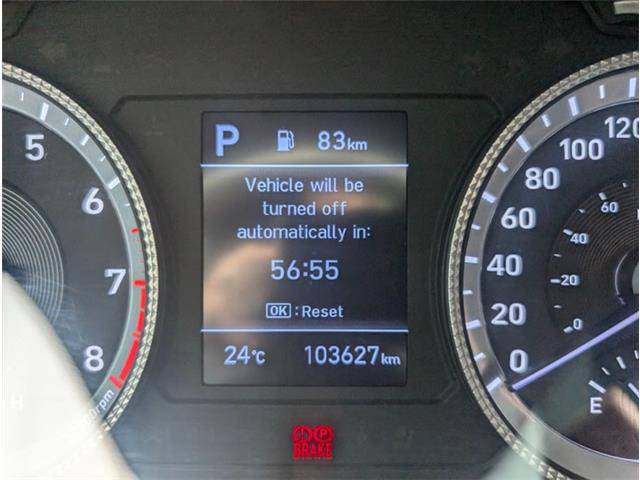 P 83km
Vehicle will be
turned off
automatically in:
56:55
OK : Reset
24°C 103627km
5
6
7
8
rpm
H
120
100
80
60
40
20
0
60
40
20
0
E
P
BRAKE